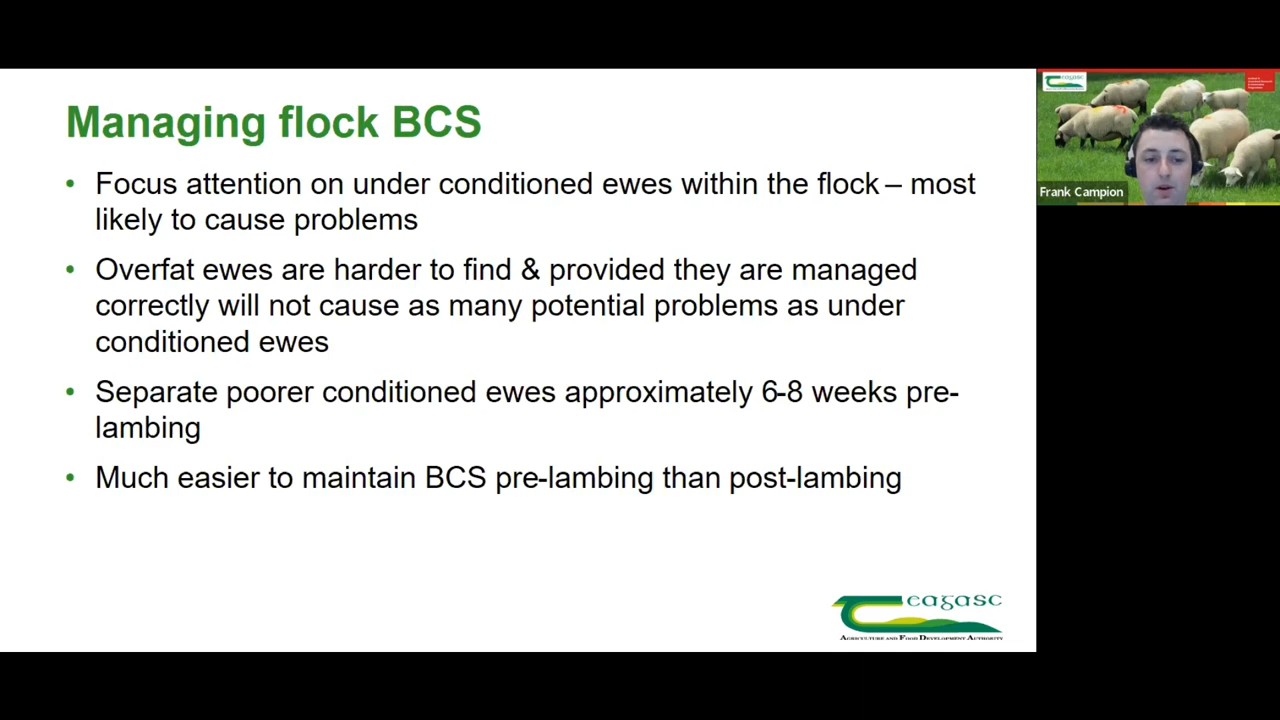 Managing flock BCS
• Focus attention on under conditioned ewes within the flock – most
likely to cause problems
• Overfat ewes are harder to find & provided they are managed
correctly will not cause as many potential problems as under
conditioned ewes
• Separate poorer conditioned ewes approximately 6-8 weeks pre-
lambing
• Much easier to maintain BCS pre-lambing than post-lambing
teagasc
AGRICULTURE AND FOOD DEVELOPMENT AUTHORITY
teagasc
Frank Campion